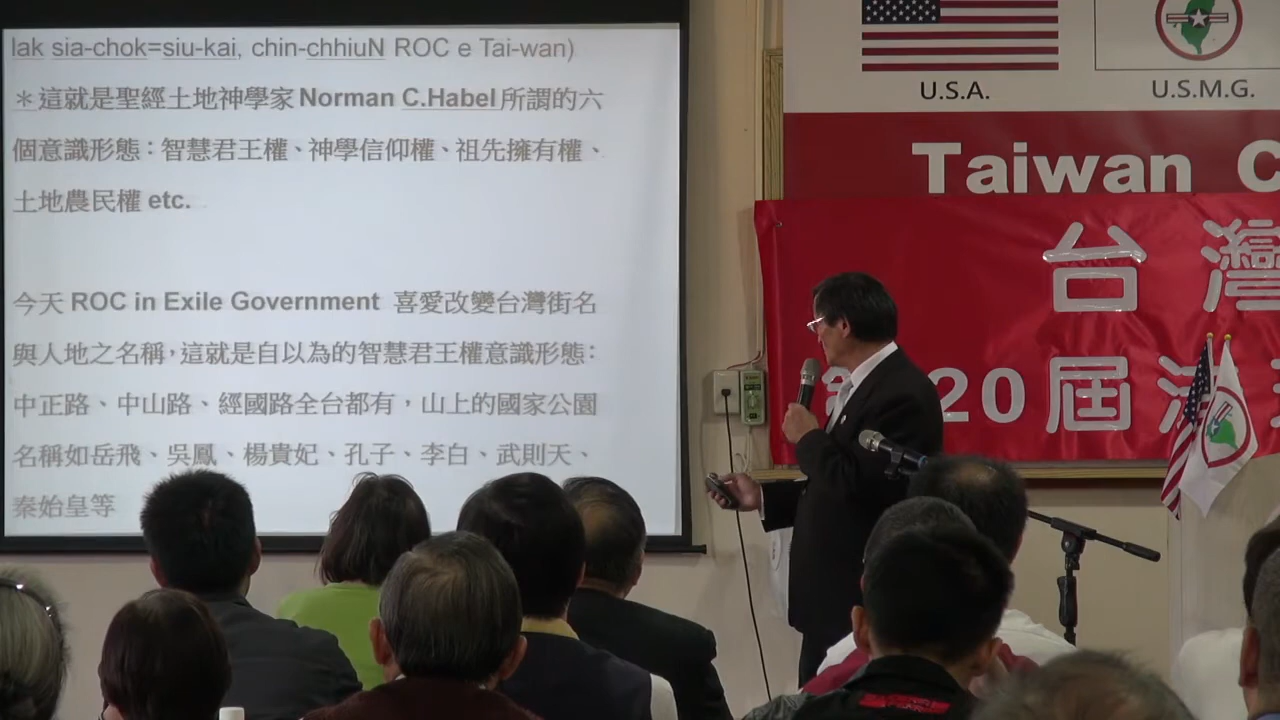 lak sia-chok=siu-kai, chin-chhiuN ROC e Tai-wan)
＊這就是聖經土地神學家 Norman C.Habel 所謂的六
個意識形態：智慧君王權、神學信仰權、祖先擁有權、
土地農民權 etc.
今天 ROC in Exile Government 喜愛改變台灣街名
與人地之名稱，這就是自以為的智慧君王權意識形態：
中正路、中山路、經國路全台都有，山上的國家公園
名稱如岳飛、吳鳳、楊貴妃、孔子、李白、武則天、
秦始皇等
U.S.A.
U.S.M.G.
Taiwan C
台灣
20屆